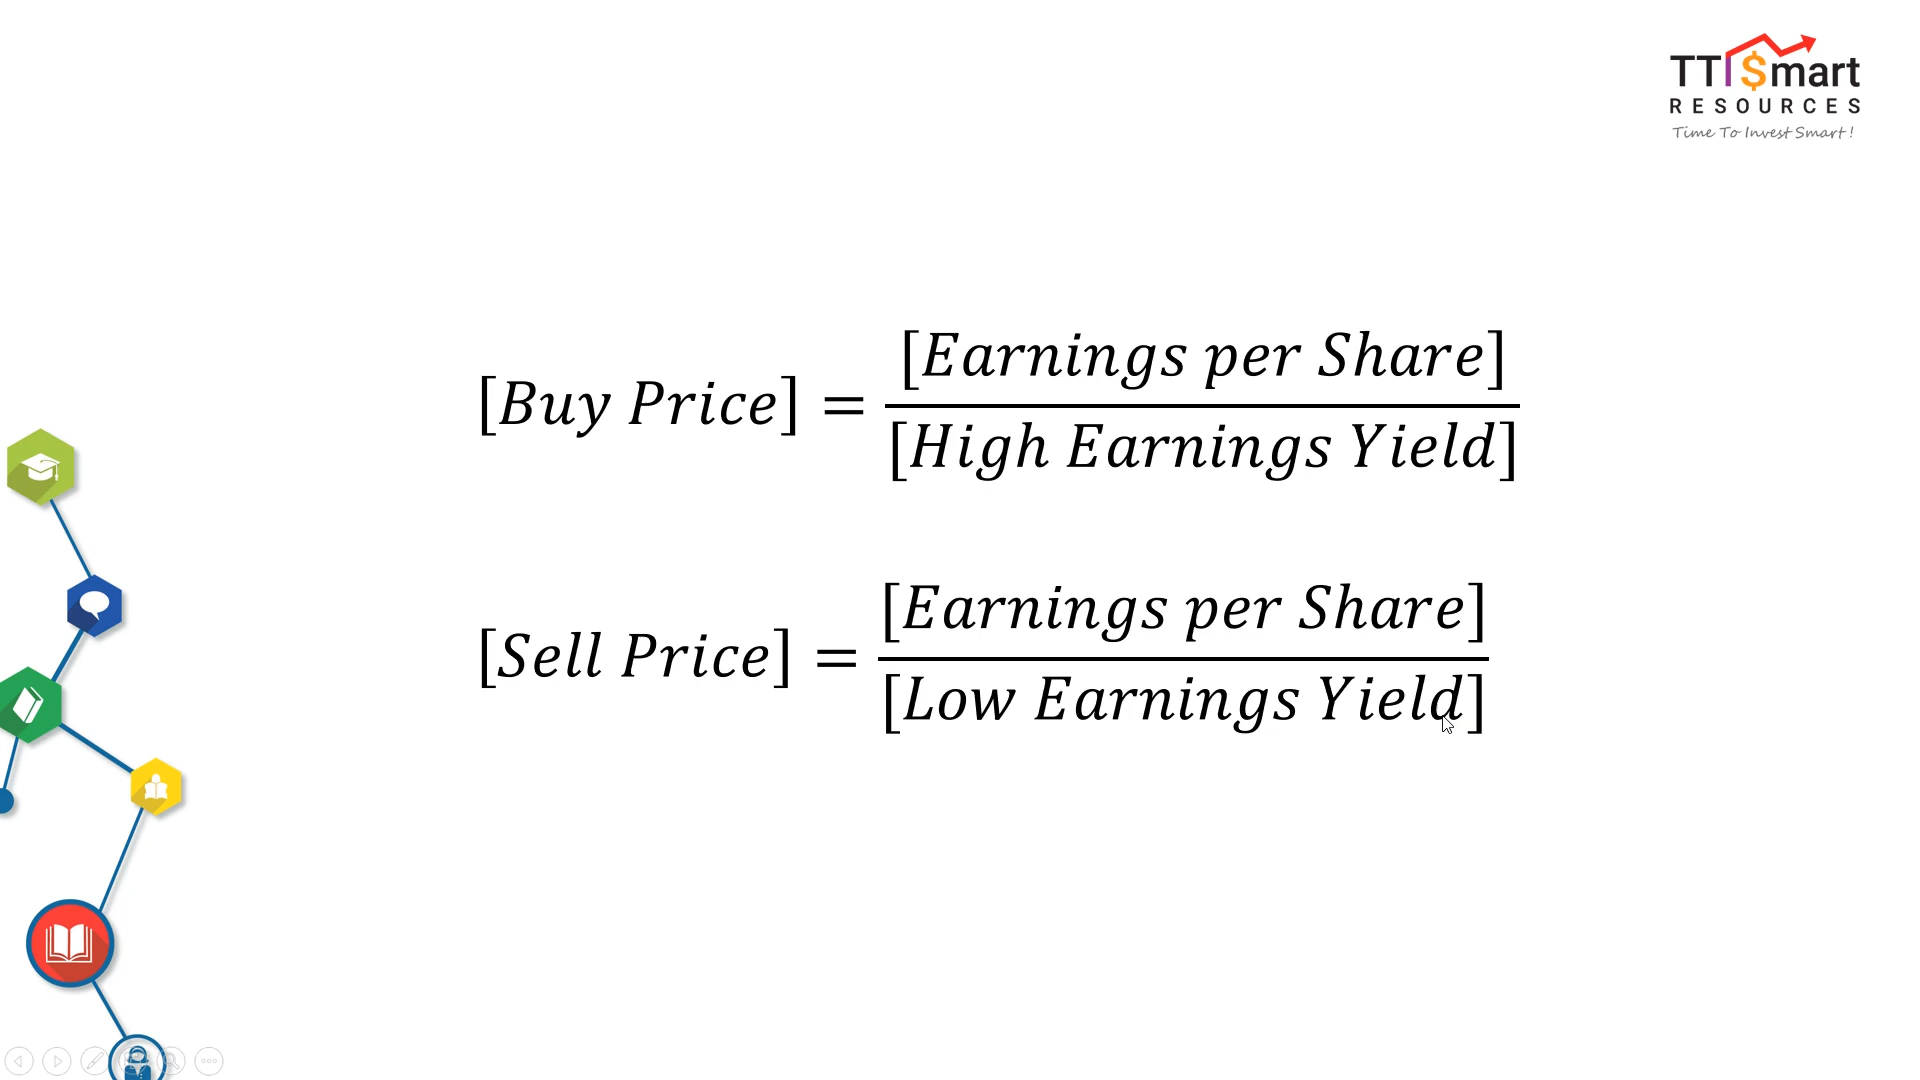 TTI $mart
RESOURCES
Time To Invest Smart !
[Buy Price] = [Earnings per Share] / [High Earnings Yield]
[Sell Price] = [Earnings per Share] / [Low Earnings Yield]